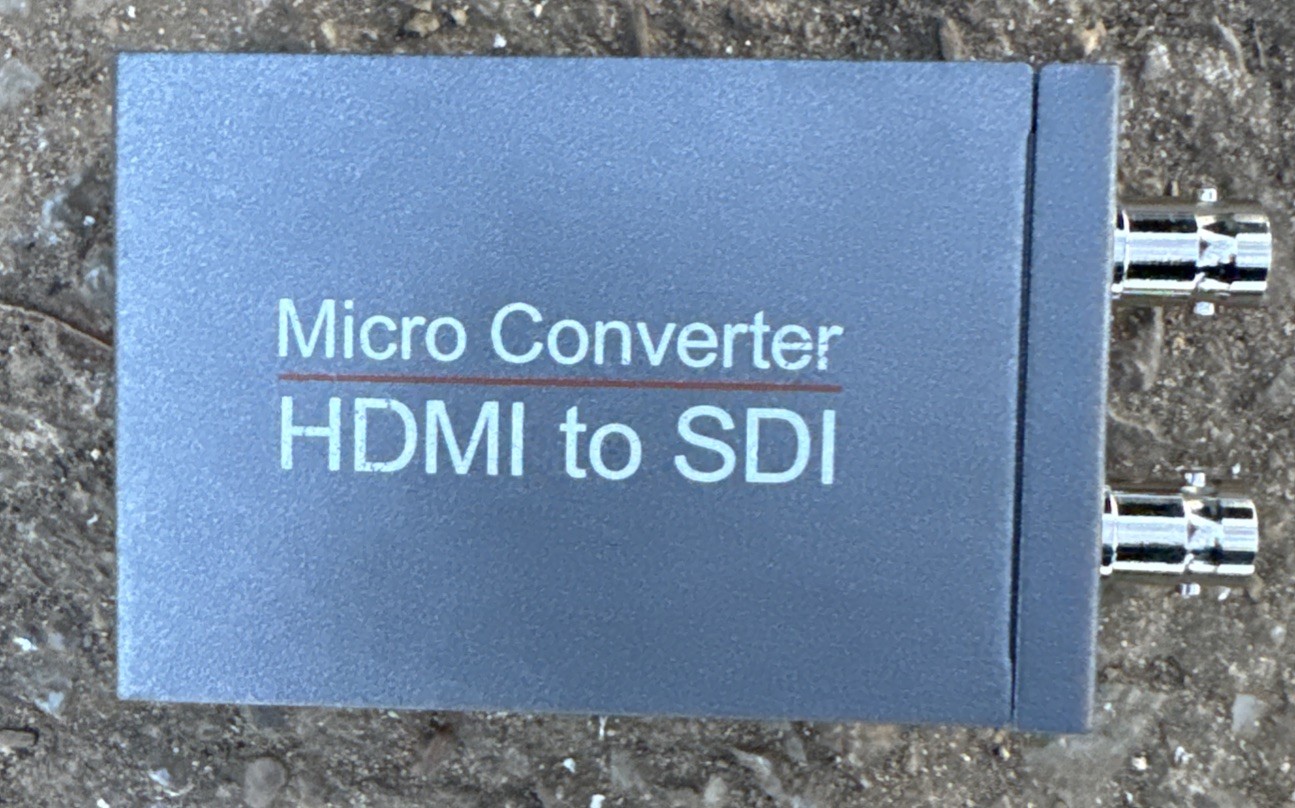 Micro Converter
HDMI to SDI